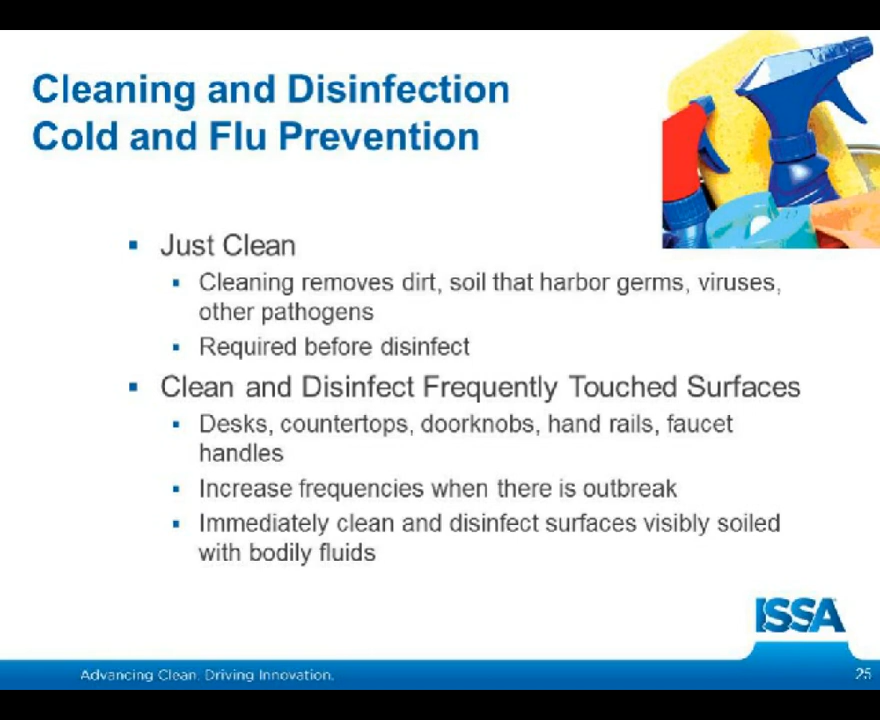 Cleaning and Disinfection
Cold and Flu Prevention
▪ Just Clean
▪ Cleaning removes dirt, soil that harbor germs, viruses,
other pathogens
▪ Required before disinfect
▪ Clean and Disinfect Frequently Touched Surfaces
▪ Desks, countertops, doorknobs, hand rails, faucet
handles
▪ Increase frequencies when there is outbreak
▪ Immediately clean and disinfect surfaces visibly soiled
with bodily fluids
ISSA
Advancing Clean. Driving Innovation.
25